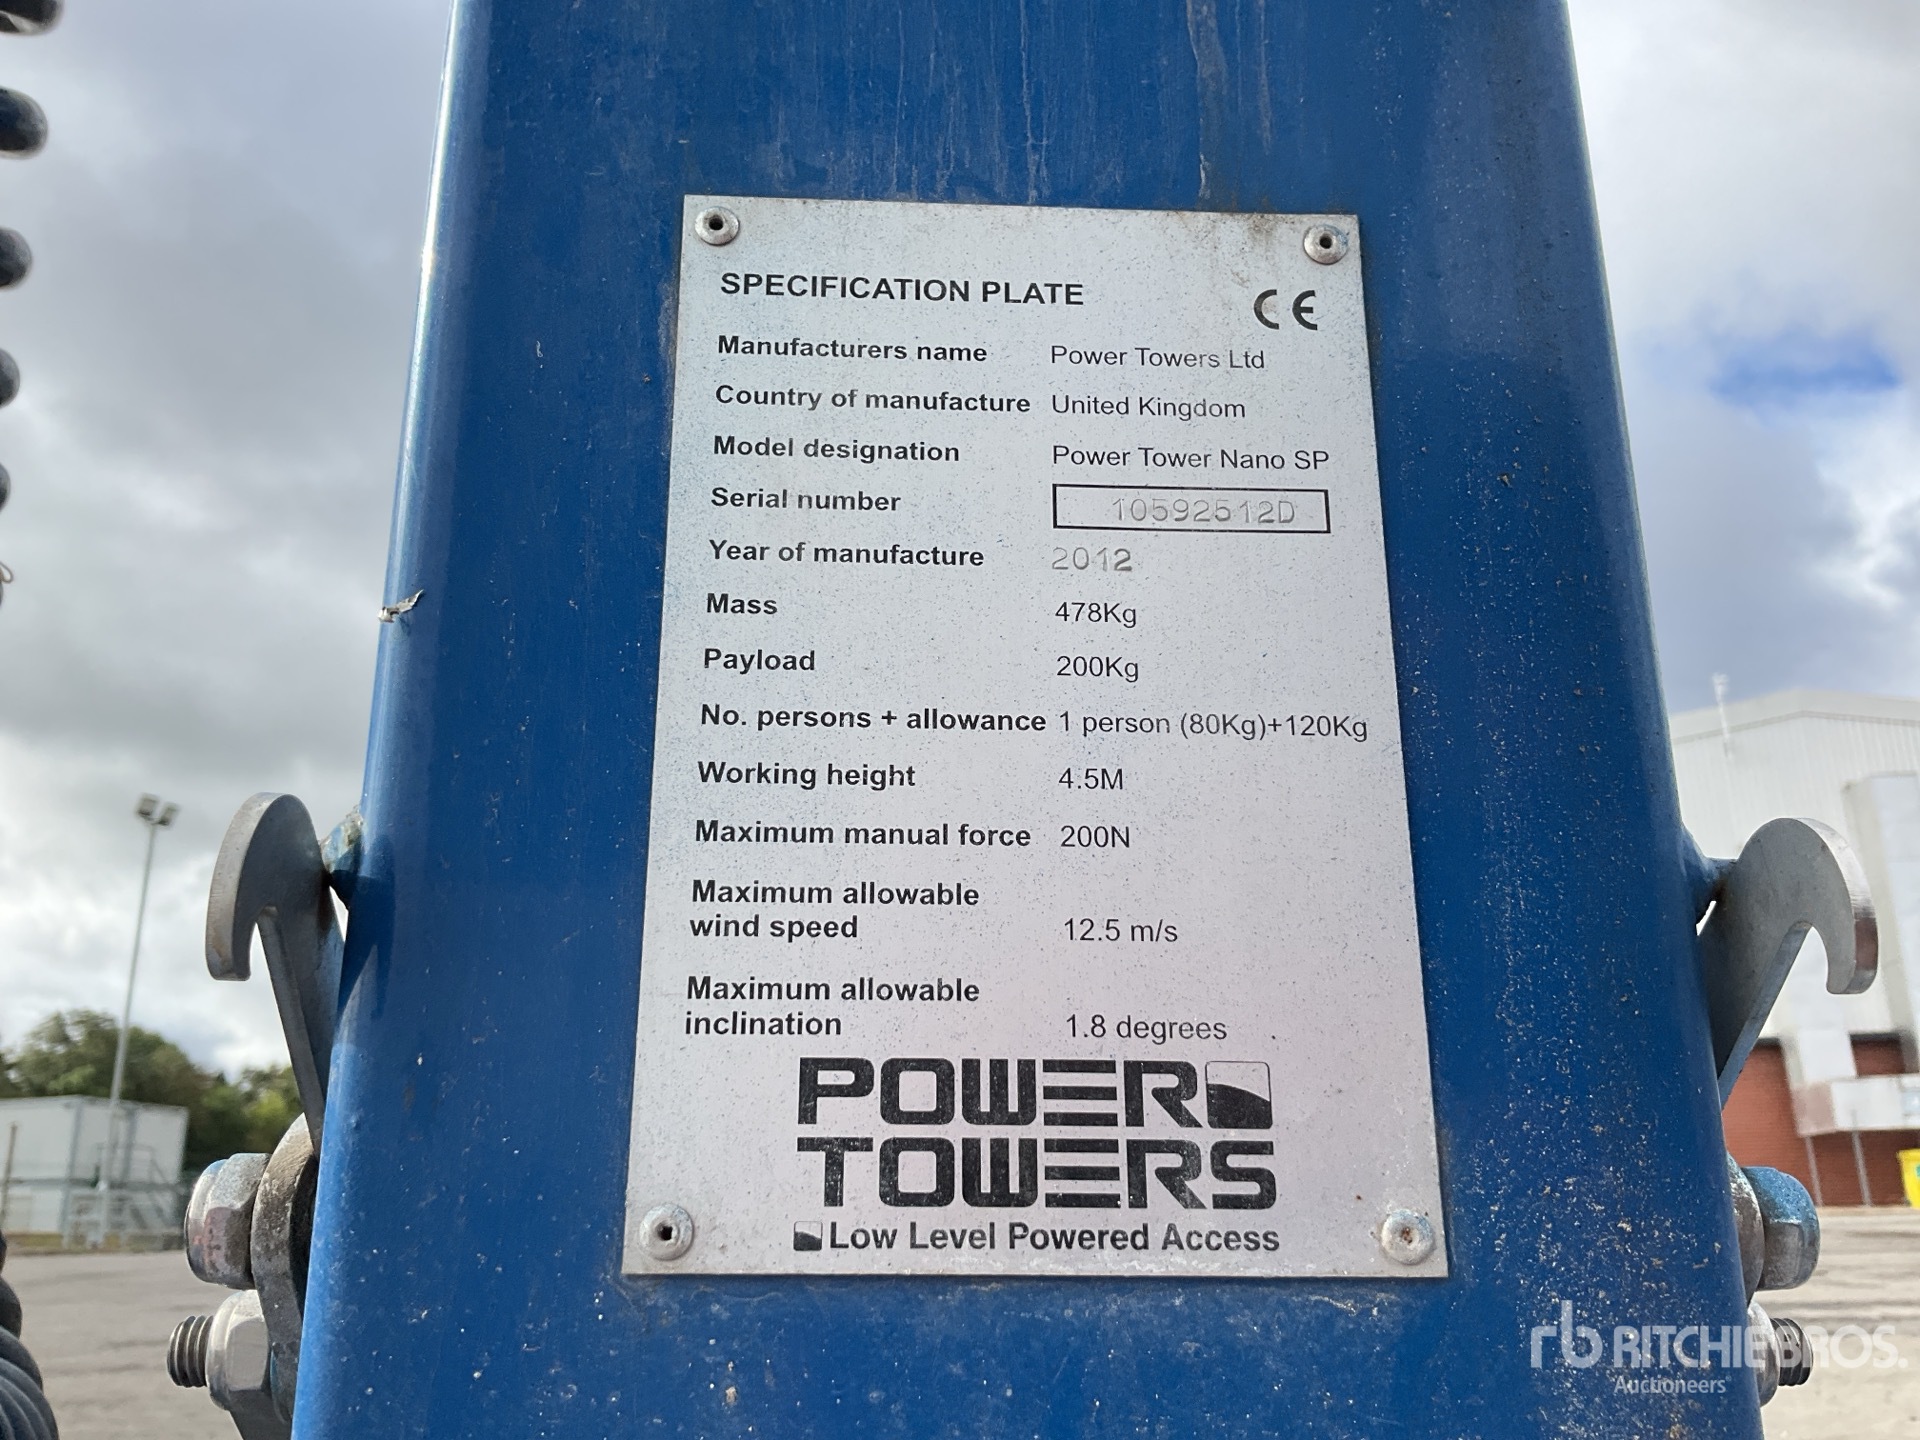 SPECIFICATION PLATE
CE
Manufacturers name Power Towers Ltd
Country of manufacture United Kingdom
Model designation Power Tower Nano SP
Serial number 10592512D
Year of manufacture 2012
Mass 478Kg
Payload 200Kg
No. persons + allowance 1 person (80Kg)+120Kg
Working height 4.5M
Maximum manual force 200N
Maximum allowable
wind speed 12.5 m/s
Maximum allowable
inclination 1.8 degrees
POWER
TOWERS
Low Level Powered Access
rb RITCHIE BROS.
Auctioneers